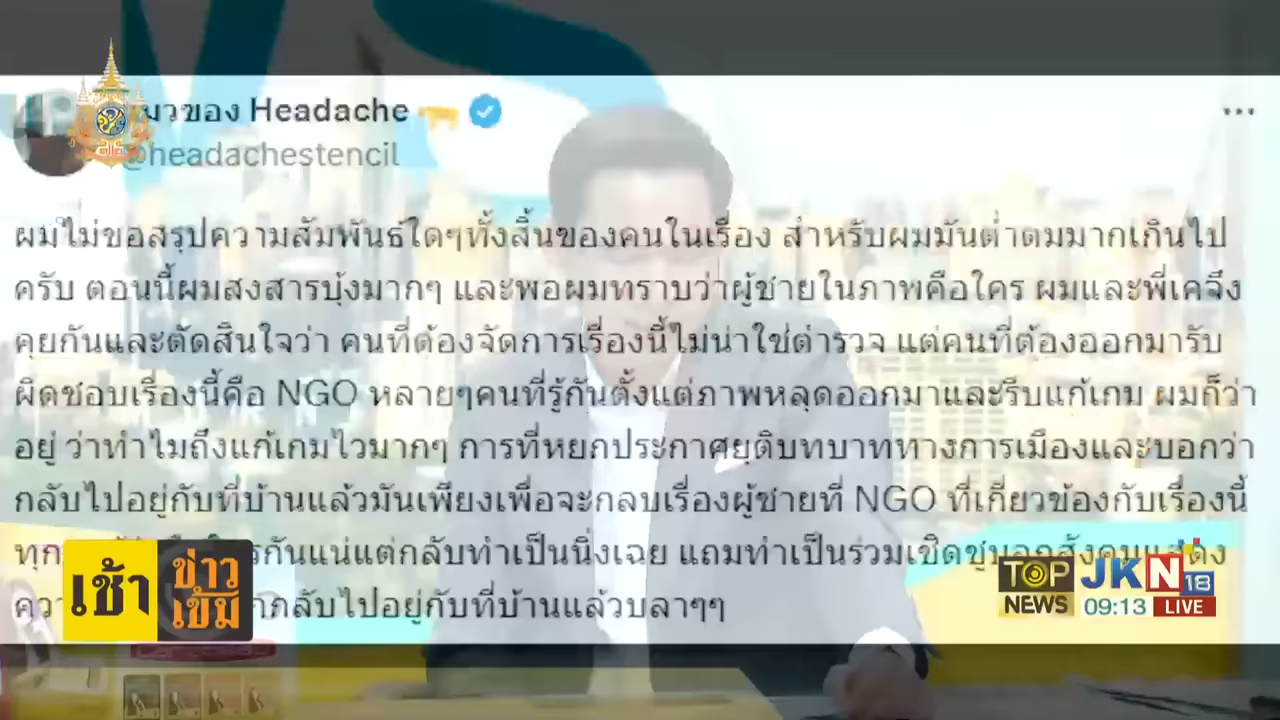 แมวของ Headache
@headachestencil
ผมไม่ขอสรุปความสัมพันธ์ใดๆทั้งสิ้นของคนในเรื่อง สำหรับผมมันต่ำตมมากเกินไป
ครับ ตอนนี้ผมสงสารบุ้งมากๆ และพอผมทราบว่าผู้ชายในภาพคือใคร ผมและพี่เคจึง
คุยกันและตัดสินใจว่า คนที่ต้องจัดการเรื่องนี้ไม่น่าใช่ตำรวจ แต่คนที่ต้องออกมารับ
ผิดชอบเรื่องนี้คือ NGO หลายๆคนที่รู้กันตั้งแต่ภาพหลุดออกมาและรีบแก้เกม ผมก็ว่า
อยู่ ว่าทำไมถึงแก้เกมไวมากๆ การที่หยกประกาศยุติบทบาททางการเมืองและบอกว่า
กลับไปอยู่กับที่บ้านแล้วมันเพียงเพื่อจะกลบเรื่องผู้ชายที่ NGO ที่เกี่ยวข้องกับเรื่องนี้
กันแน่แต่กลับทำเป็นนิ่งเฉย แถมทำเป็นร่วมเชิดชูบอกสังคมแสดง
กลับไปอยู่กับที่บ้านแล้วบลาๆๆ
เช้า ข่าว เข้ม
TOP NEWS
JKN 18
09:13 LIVE